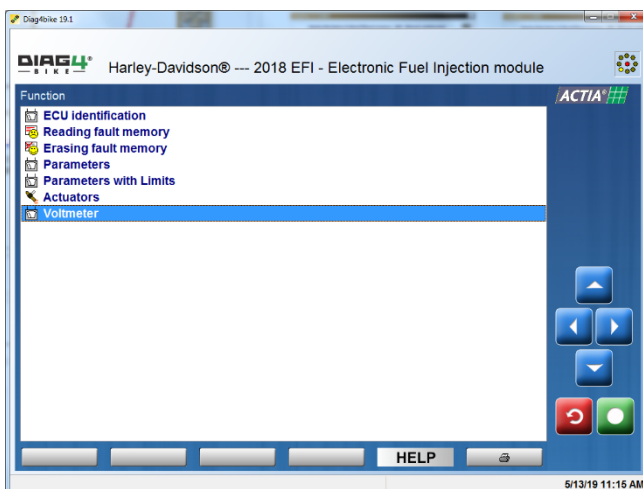 Diag4bike 19.1
DIAG4
BIKE
Harley-Davidson® --- 2018 EFI - Electronic Fuel Injection module
Function
ACTIA®
ECU identification
Reading fault memory
Erasing fault memory
Parameters
Parameters with Limits
Actuators
Voltmeter
HELP
5/13/19 11:15 AM